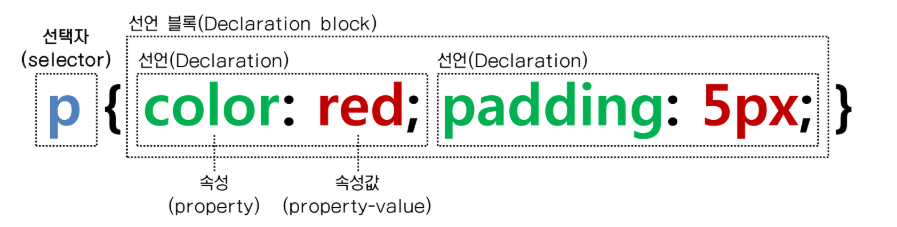 선언 블록(Declaration block)
선택자
(selector)
선언(Declaration)
선언(Declaration)
p { color: red; padding: 5px; }
속성
(property)
속성값
(property-value)